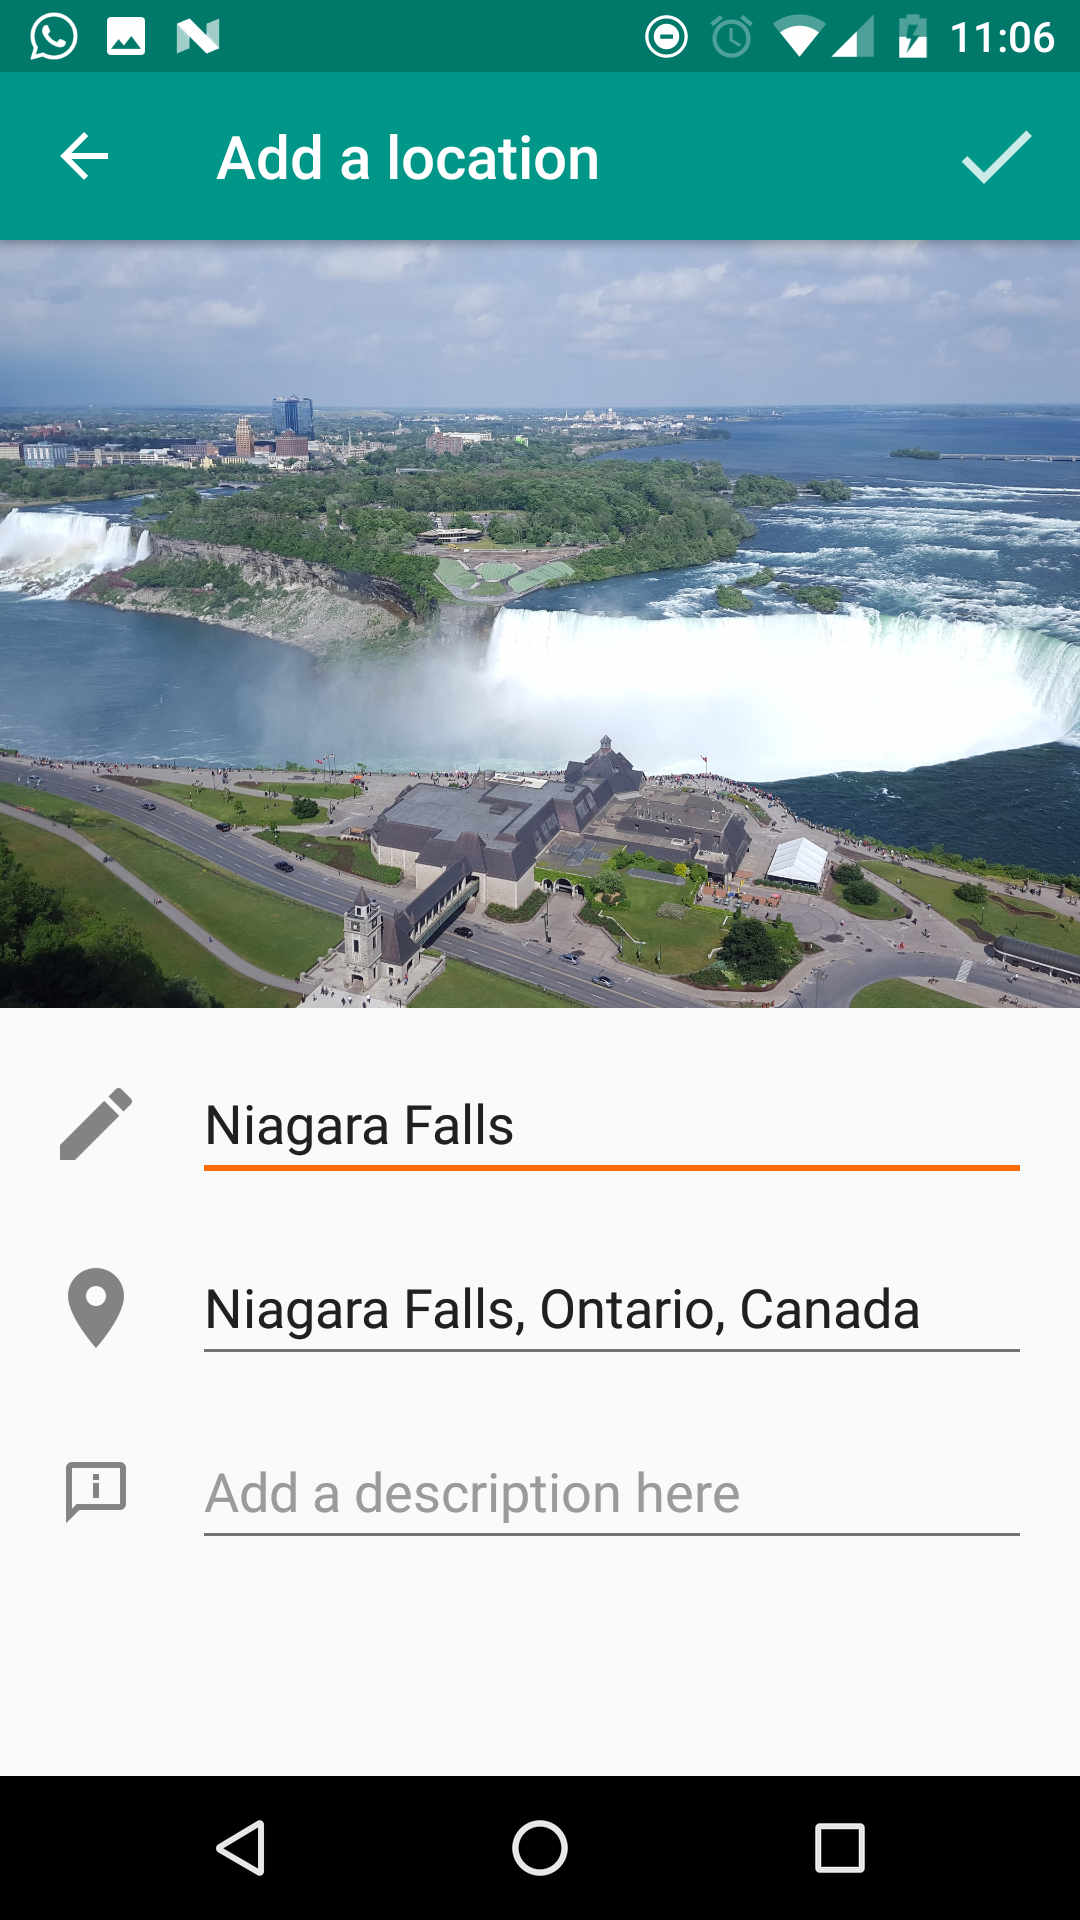 11:06
Add a location
Niagara Falls
Niagara Falls, Ontario, Canada
Add a description here